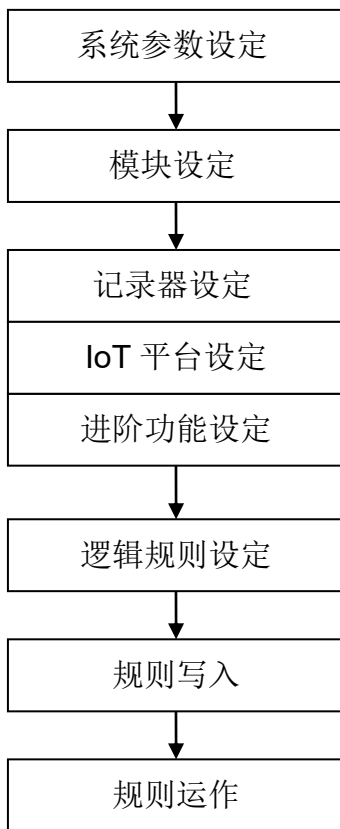 系统参数设定
模块设定
记录器设定
IoT 平台设定
进阶功能设定
逻辑规则设定
规则写入
规则运作